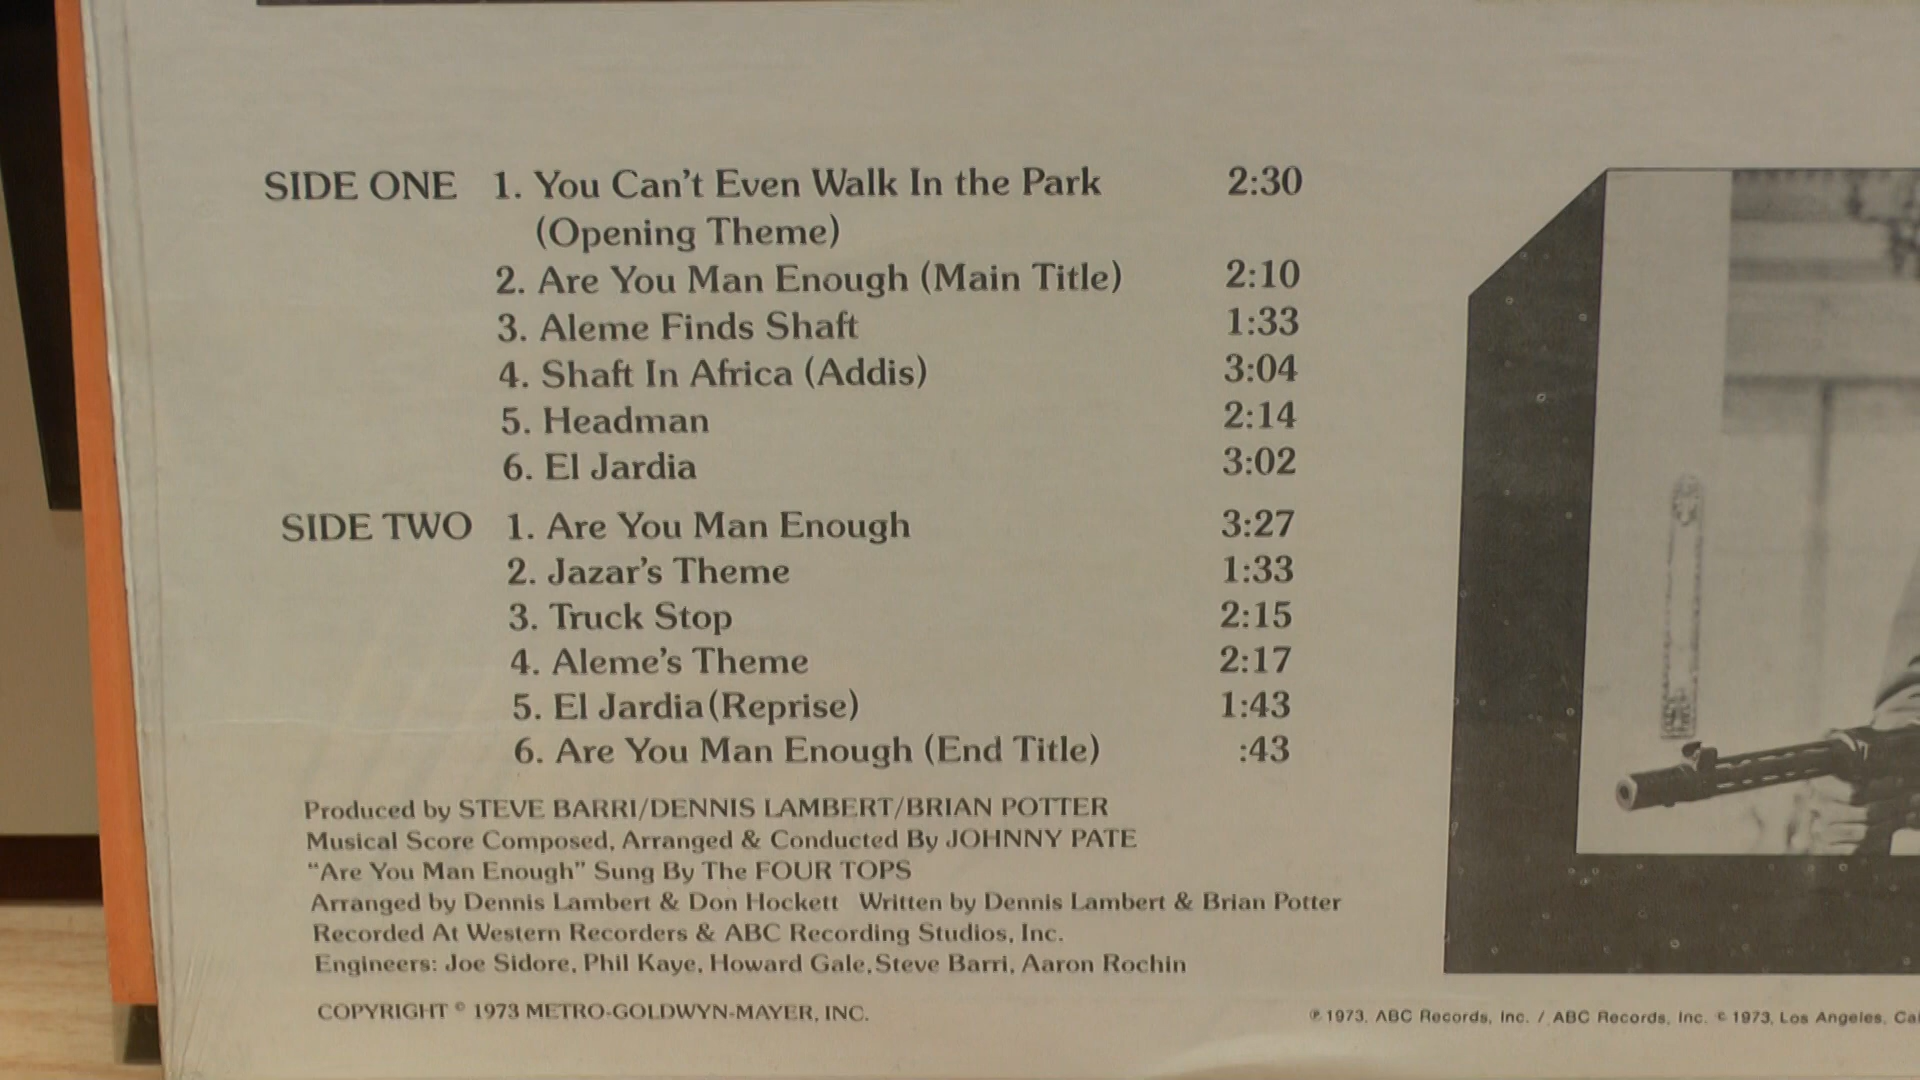 SIDE ONE 1. You Can't Even Walk In the Park 2:30
(Opening Theme)
2. Are You Man Enough (Main Title) 2:10
3. Aleme Finds Shaft 1:33
4. Shaft In Africa (Addis) 3:04
5. Headman 2:14
6. El Jardia 3:02
SIDE TWO 1. Are You Man Enough 3:27
2. Jazar's Theme 1:33
3. Truck Stop 2:15
4. Aleme's Theme 2:17
5. El Jardia (Reprise) 1:43
6. Are You Man Enough (End Title) :43
Produced by STEVE BARRI/DENNIS LAMBERT/BRIAN POTTER
Musical Score Composed, Arranged & Conducted By JOHNNY PATE
“Are You Man Enough” Sung By The FOUR TOPS
Arranged by Dennis Lambert & Don Hockett Written by Dennis Lambert & Brian Potter
Recorded At Western Recorders & ABC Recording Studios, Inc.
Engineers: Joe Sidore, Phil Kaye, Howard Gale, Steve Barri, Aaron Rochin
COPYRIGHT © 1973 METRO-GOLDWYN-MAYER, INC.
℗ 1973, ABC Records, Inc. / ABC Records, Inc. © 1973, Los Angeles,